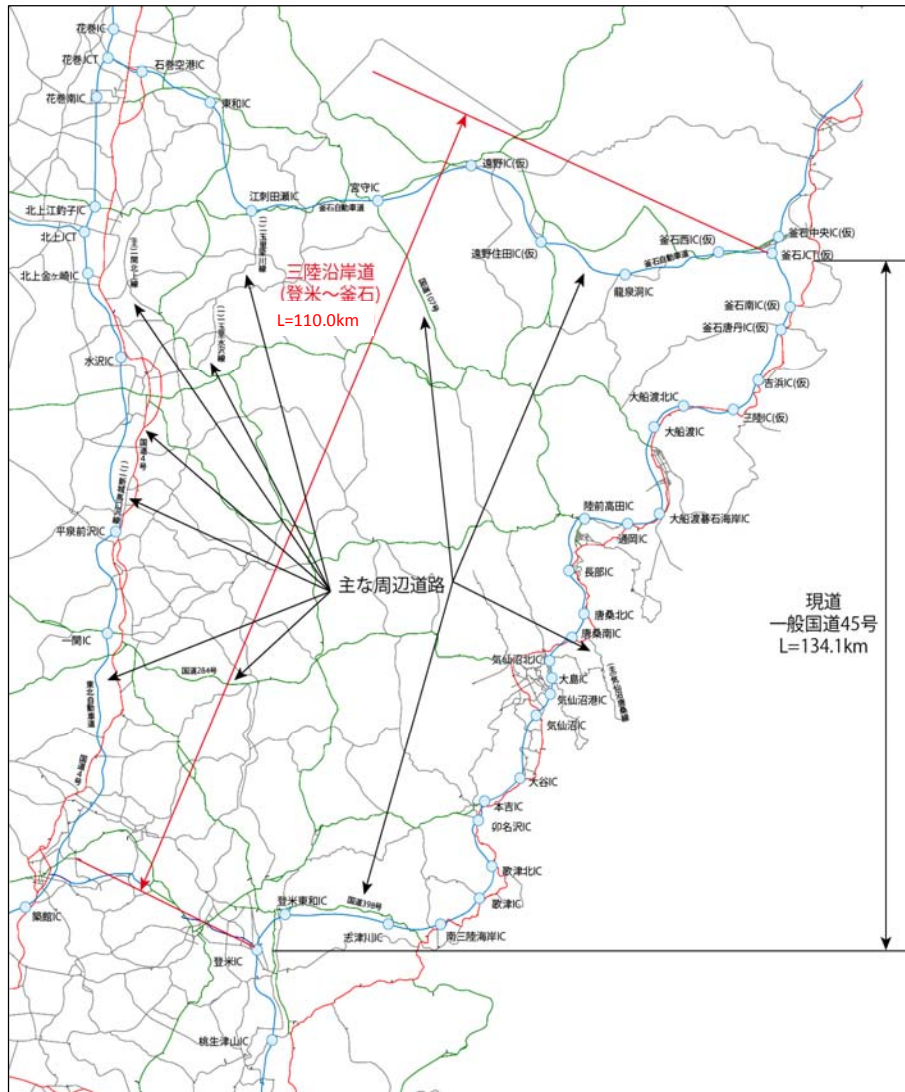 花巻IC
花巻JCT
石巻空港IC
花巻南IC
東和IC
遠野IC(仮)
宮守IC
江刺田瀬IC
釜石自動車道
北上江釣子IC
北上JCT
北上金ヶ崎IC
遠野住田IC(仮)
釜石中央IC(仮)
釜石西IC(仮)
釜石JCT(仮)
釜石自動車道
龍泉洞IC
三陸沿岸道
(登米~釜石)
L=110.0km
国道107号
釜石南IC(仮)
釜石唐丹IC(仮)
水沢IC
吉浜IC(仮)
大船渡北IC
三陸IC(仮)
大船渡IC
国道4号
陸前高田IC
大船渡碁石海岸IC
通岡IC
平泉前沢IC
長部IC
主な周辺道路
現道
一般国道45号
L=134.1km
唐桑北IC
唐桑南IC
一関IC
気仙沼北IC
大島IC
国道284号
気仙沼港IC
気仙沼IC
東北自動車道
国道4号
大谷IC
本吉IC
卯名沢IC
歌津北IC
歌津IC
国道398号
登米東和IC
築館IC
志津川IC
南三陸海岸IC
登米IC
桃生津山IC